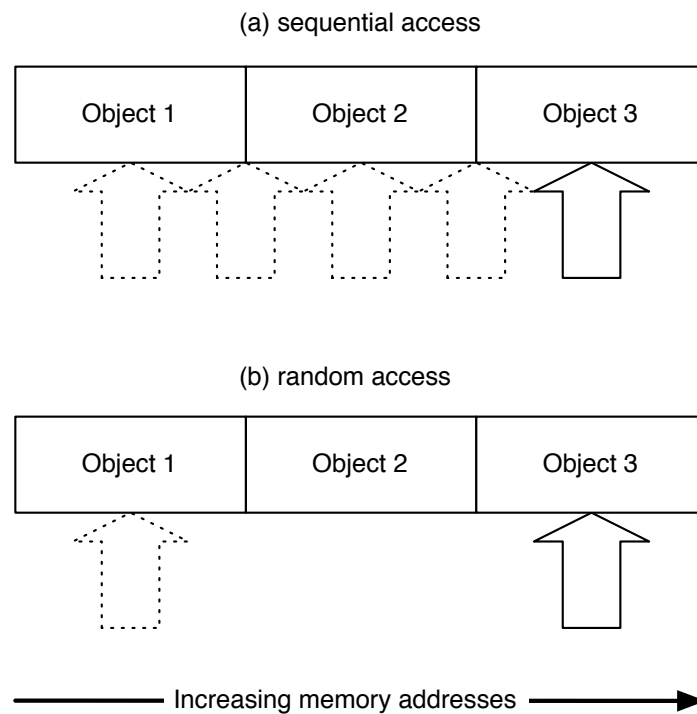 (a) sequential access
Object 1 Object 2 Object 3
(b) random access
Object 1 Object 2 Object 3
Increasing memory addresses